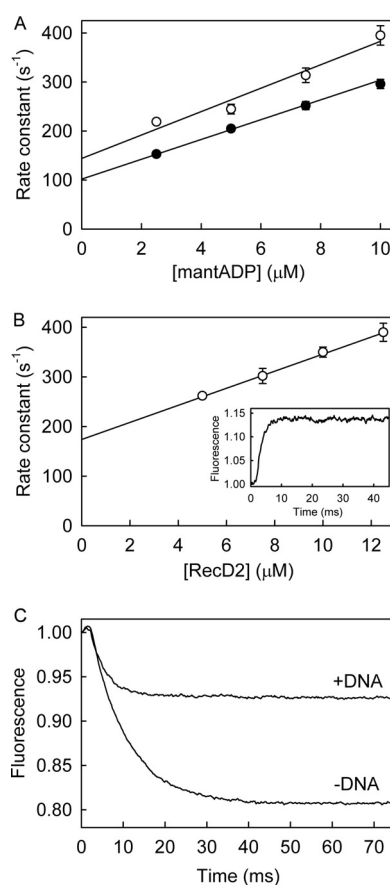 A
400
300
200
100
0
Rate constant (s⁻¹)
0 2 4 6 8 10
[mantADP] (μM)
B
400
300
200
100
0
Rate constant (s⁻¹)
1.15
1.10
1.05
1.00
Fluorescence
0 10 20 30 40
Time (ms)
0 2 4 6 8 10 12
[RecD2] (μM)
C
1.00
0.95
0.90
0.85
0.80
Fluorescence
+DNA
-DNA
0 10 20 30 40 50 60 70
Time (ms)